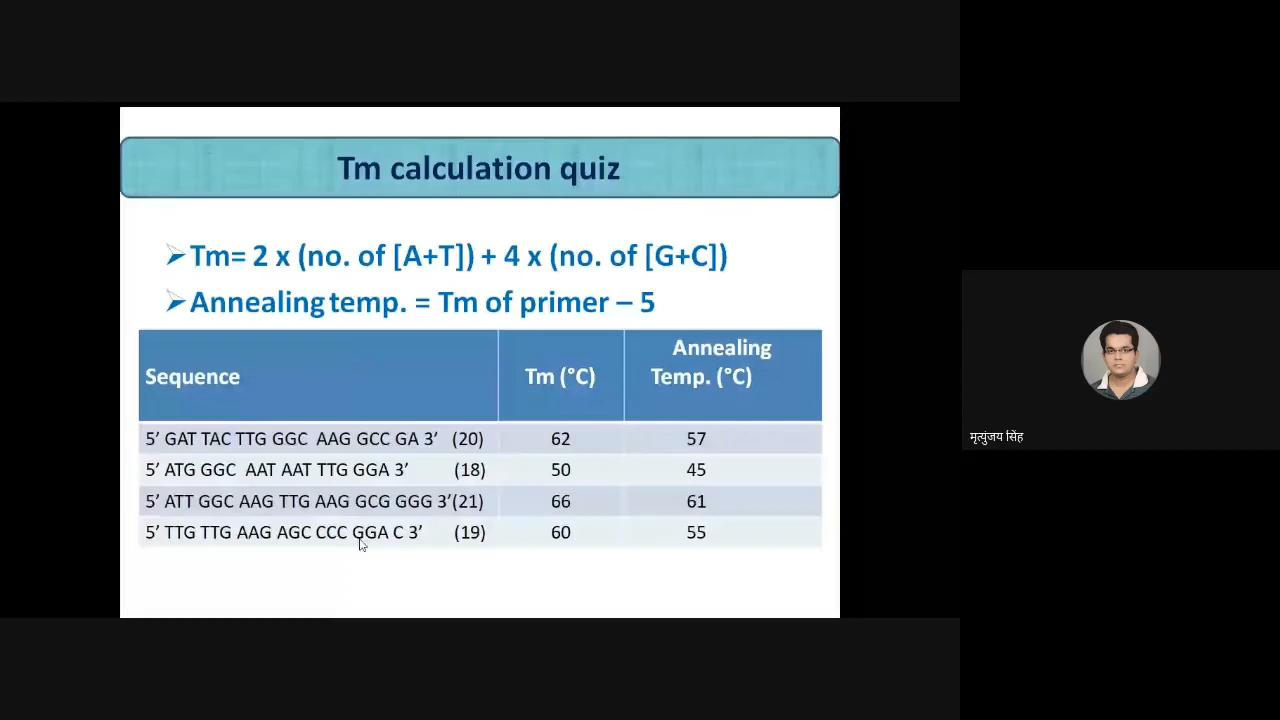 Tm calculation quiz
➢Tm= 2 x (no. of [A+T]) + 4 x (no. of [G+C])
➢Annealing temp. = Tm of primer – 5
Sequence Tm (°C) Annealing Temp. (°C)
5’ GAT TAC TTG GGC AAG GCC GA 3’ (20) 62 57
5’ ATG GGC AAT AAT TTG GGA 3’ (18) 50 45
5’ ATT GGC AAG TTG AAG GCG GGG 3’(21) 66 61
5’ TTG TTG AAG AGC CCC GGA C 3’ (19) 60 55
मृत्युंजय सिंह